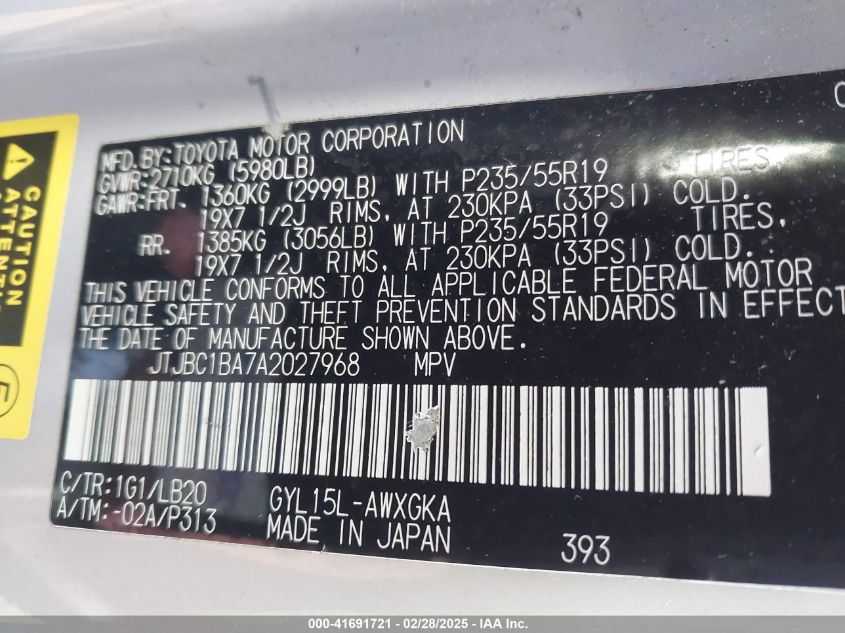 MFD. BY: TOYOTA MOTOR CORPORATION
GVWR: 2710KG (5980LB)
GAWR: FRT. 1360KG (2999LB) WITH P235/55R19 TIRES,
19X7 1/2J RIMS, AT 230KPA (33PSI) COLD.
RR. 1385KG (3056LB) WITH P235/55R19 TIRES,
19X7 1/2J RIMS, AT 230KPA (33PSI) COLD.
THIS VEHICLE CONFORMS TO ALL APPLICABLE FEDERAL MOTOR
VEHICLE SAFETY AND THEFT PREVENTION STANDARDS IN EFFECT
THE DATE OF MANUFACTURE SHOWN ABOVE.
JTJBC1BA7A2027968 MPV
C/TR: 1G1/LB20 GYL15L-AWXGKA
A/TM: -02A/P313 MADE IN JAPAN
393
CAUTION
000-41691721 - 02/28/2025 - IAA Inc.